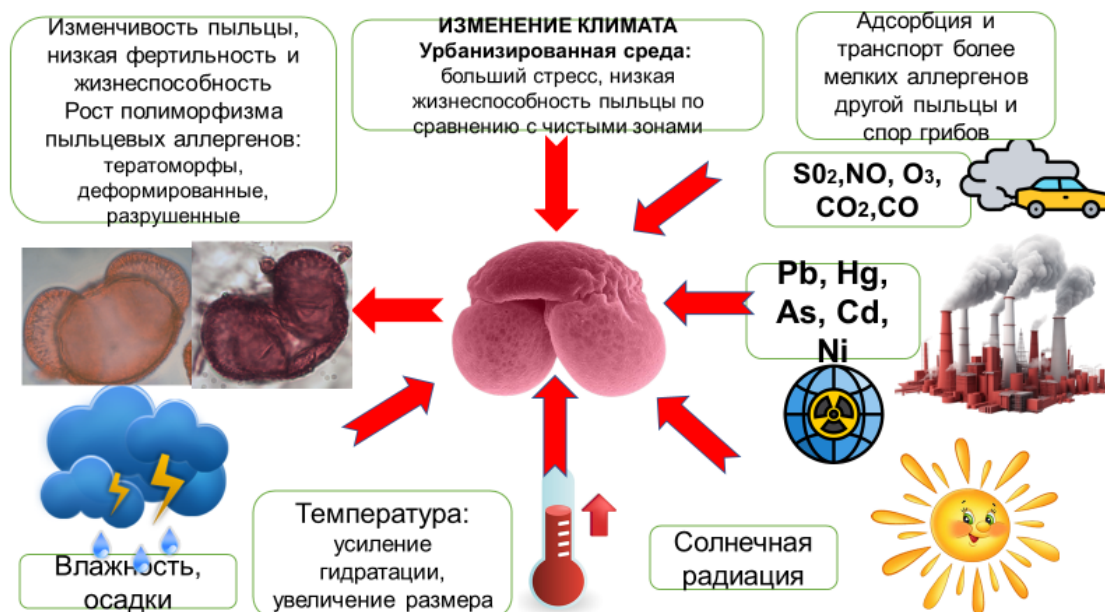 Изменчивость пыльцы,
низкая фертильность и
жизнеспособность
Рост полиморфизма
пыльцевых аллергенов:
тератоморфы,
деформированные,
разрушенные
ИЗМЕНЕНИЕ КЛИМАТА
Урбанизированная среда:
больший стресс, низкая
жизнеспособность пыльцы по
сравнению с чистыми зонами
Адсорбция и
транспорт более
мелких аллергенов
другой пыльцы и
спор грибов
S0₂,NO, O₃,
CO₂,CO
Pb, Hg,
As, Cd,
Ni
Влажность,
осадки
Температура:
усиление
гидратации,
увеличение размера
Солнечная
радиация